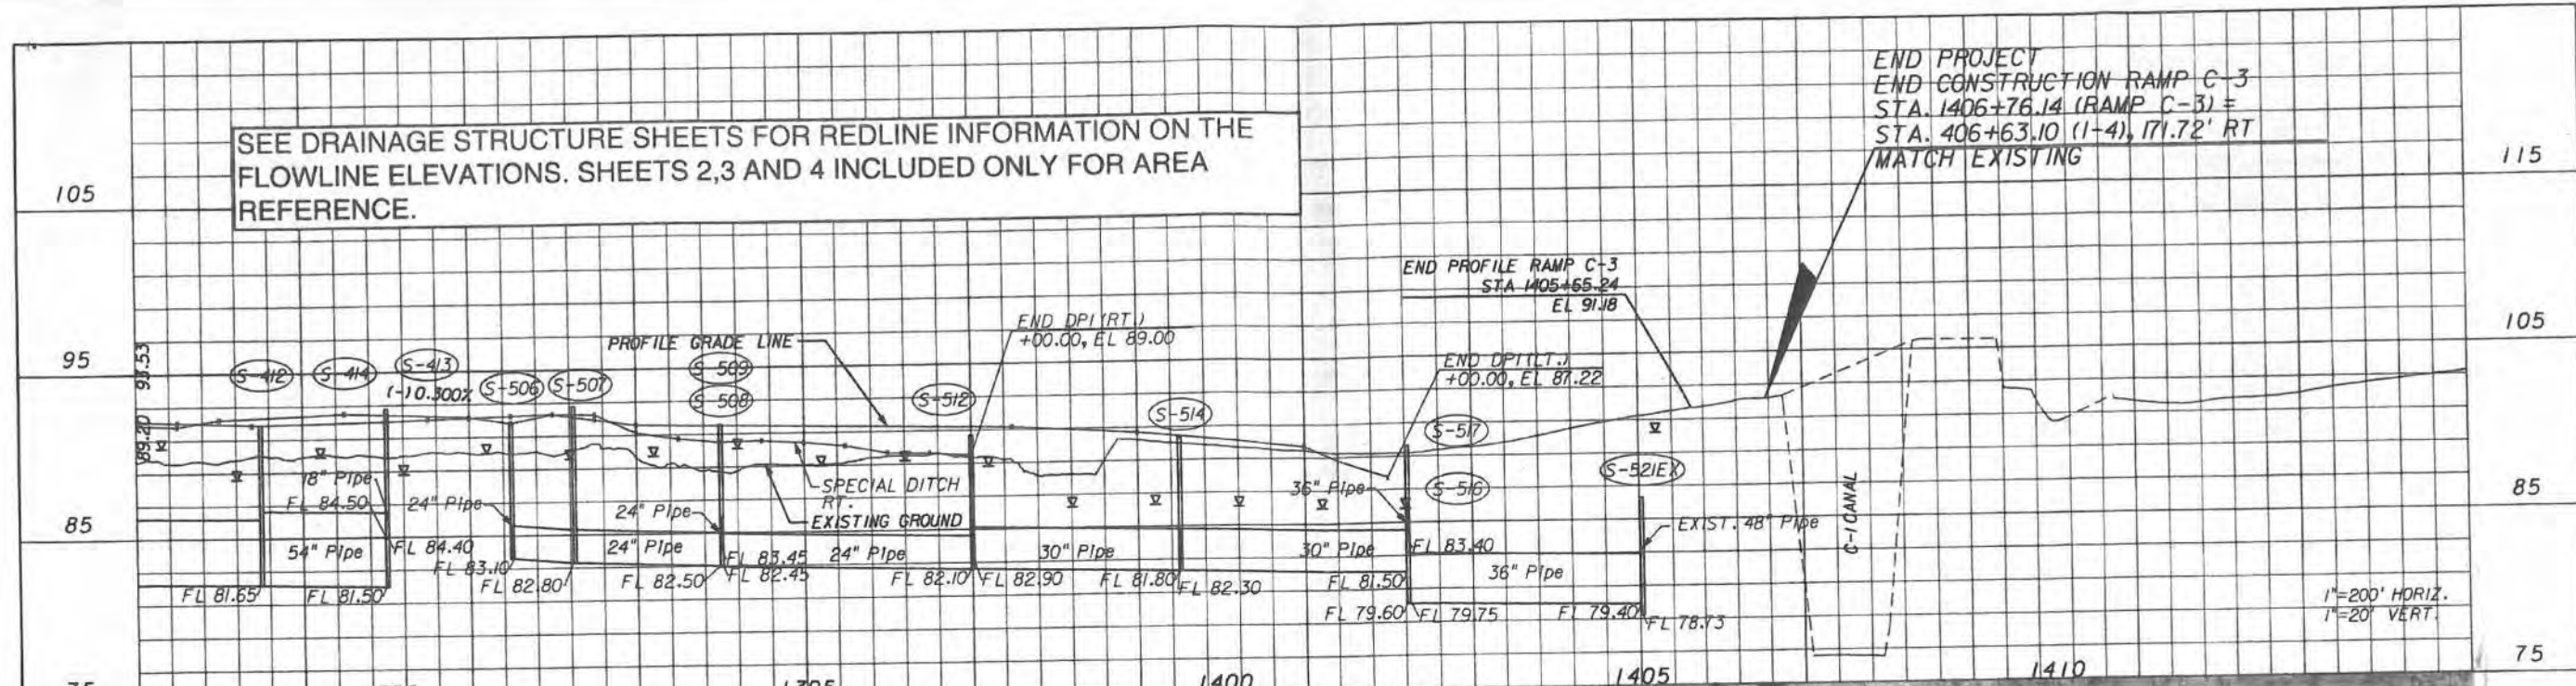 END PROJECT
END CONSTRUCTION RAMP C-3
STA. 1406+76.14 (RAMP C-3) =
STA. 406+63.10 (I-4), 171.72' RT
MATCH EXISTING
SEE DRAINAGE STRUCTURE SHEETS FOR REDLINE INFORMATION ON THE
FLOWLINE ELEVATIONS. SHEETS 2,3 AND 4 INCLUDED ONLY FOR AREA
REFERENCE.
105
115
END PROFILE RAMP C-3
STA 1405+65.24
EL 91.18
END DPI (RT.)
+00.00, EL 89.00
PROFILE GRADE LINE
END DPI (LT.)
+00.00, EL 87.22
95
105
93.53
89.20
S-412
S-414
S-413
(-) 0.300%
S-506
S-507
S-509
S-508
S-512
S-514
S-517
S-516
S-521EX
18" Pipe
FL 84.50
24" Pipe
24" Pipe
SPECIAL DITCH
RT.
EXISTING GROUND
36" Pipe
EXIST. 48" Pipe
C-1 CANAL
85
85
54" Pipe
FL 84.40
24" Pipe
FL 83.45
24" Pipe
30" Pipe
30" Pipe
FL 83.40
36" Pipe
FL 81.65
FL 81.50
FL 83.10
FL 82.80
FL 82.50
FL 82.45
FL 82.10
FL 82.90
FL 81.80
FL 82.30
FL 81.50
FL 79.60
FL 79.75
FL 79.40
FL 78.73
1"=200' HORIZ.
1"=20' VERT.
75
1400
1405
1410
75